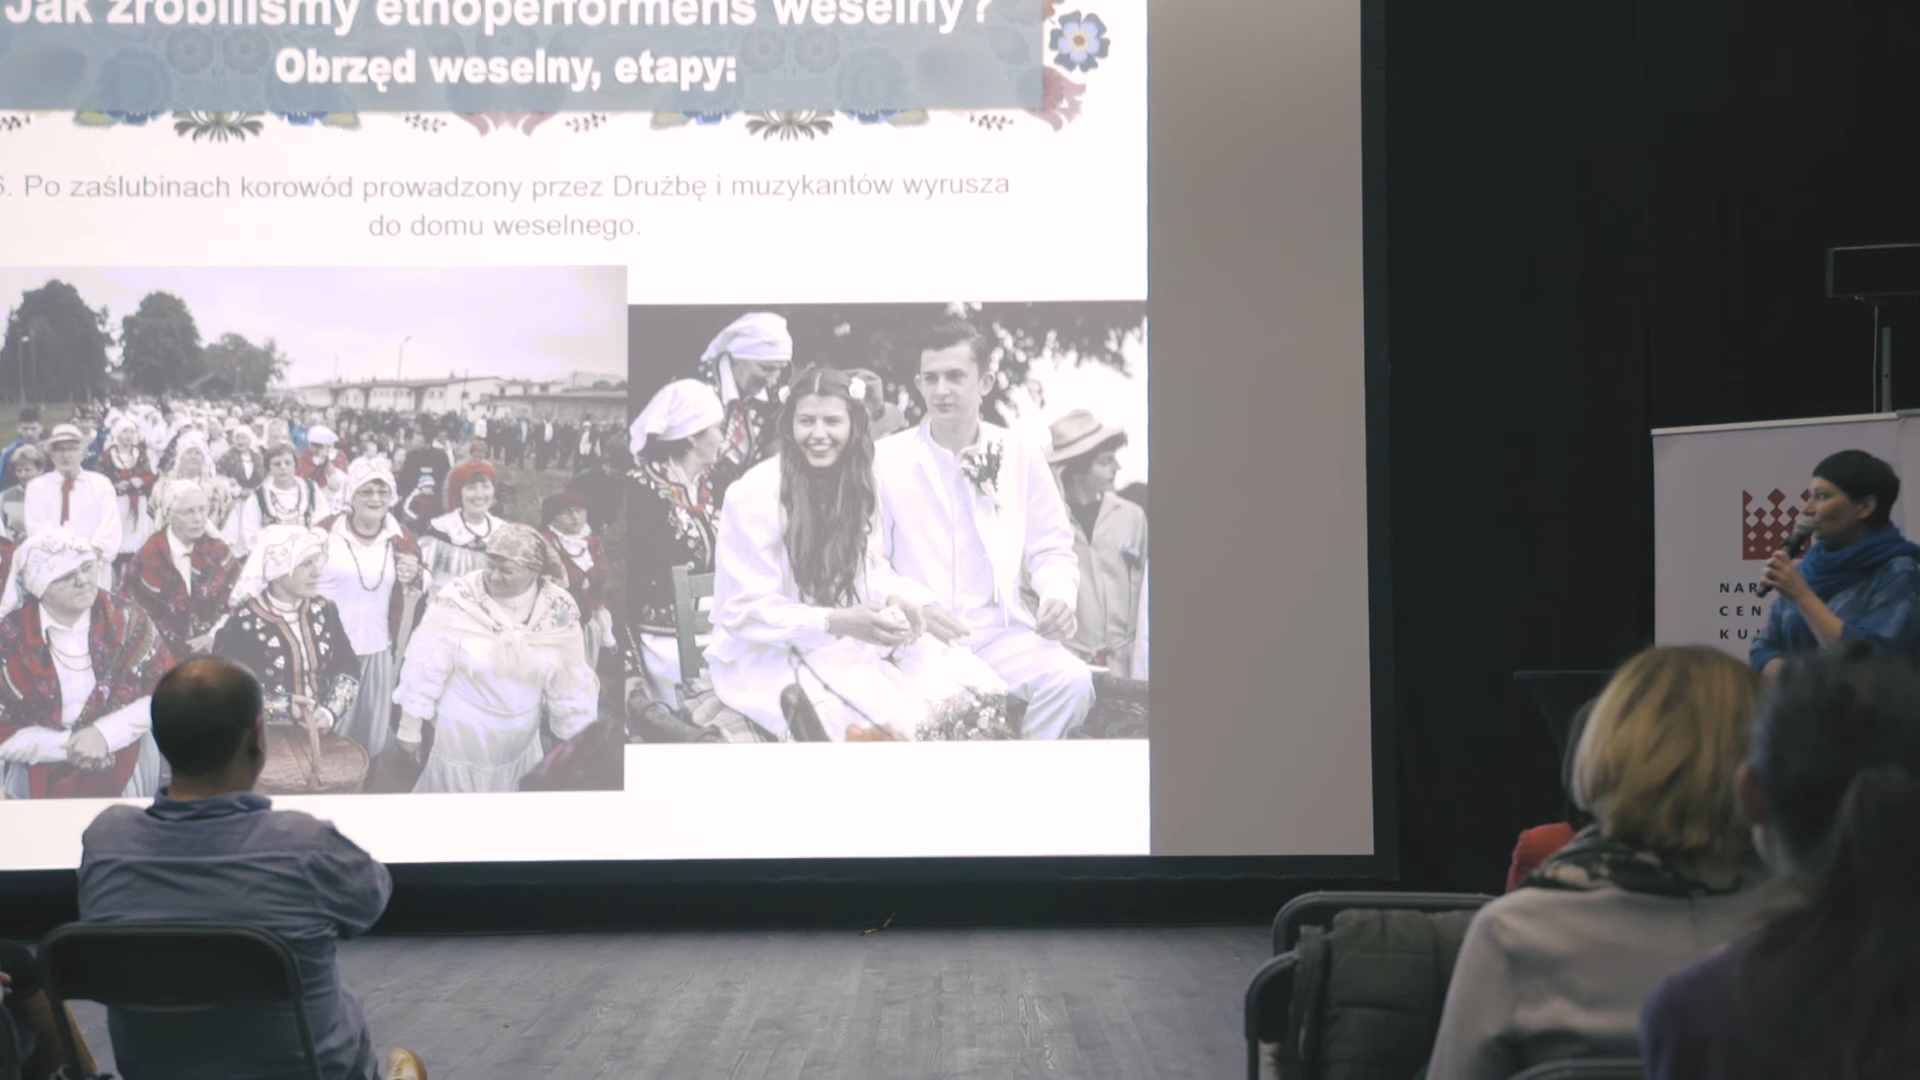 Jak zrobiliśmy etnoperformens weselny?
Obrzęd weselny, etapy:
6. Po zaślubinach korowód prowadzony przez Drużbę i muzykantów wyrusza
do domu weselnego.
NAR
CEN
KU